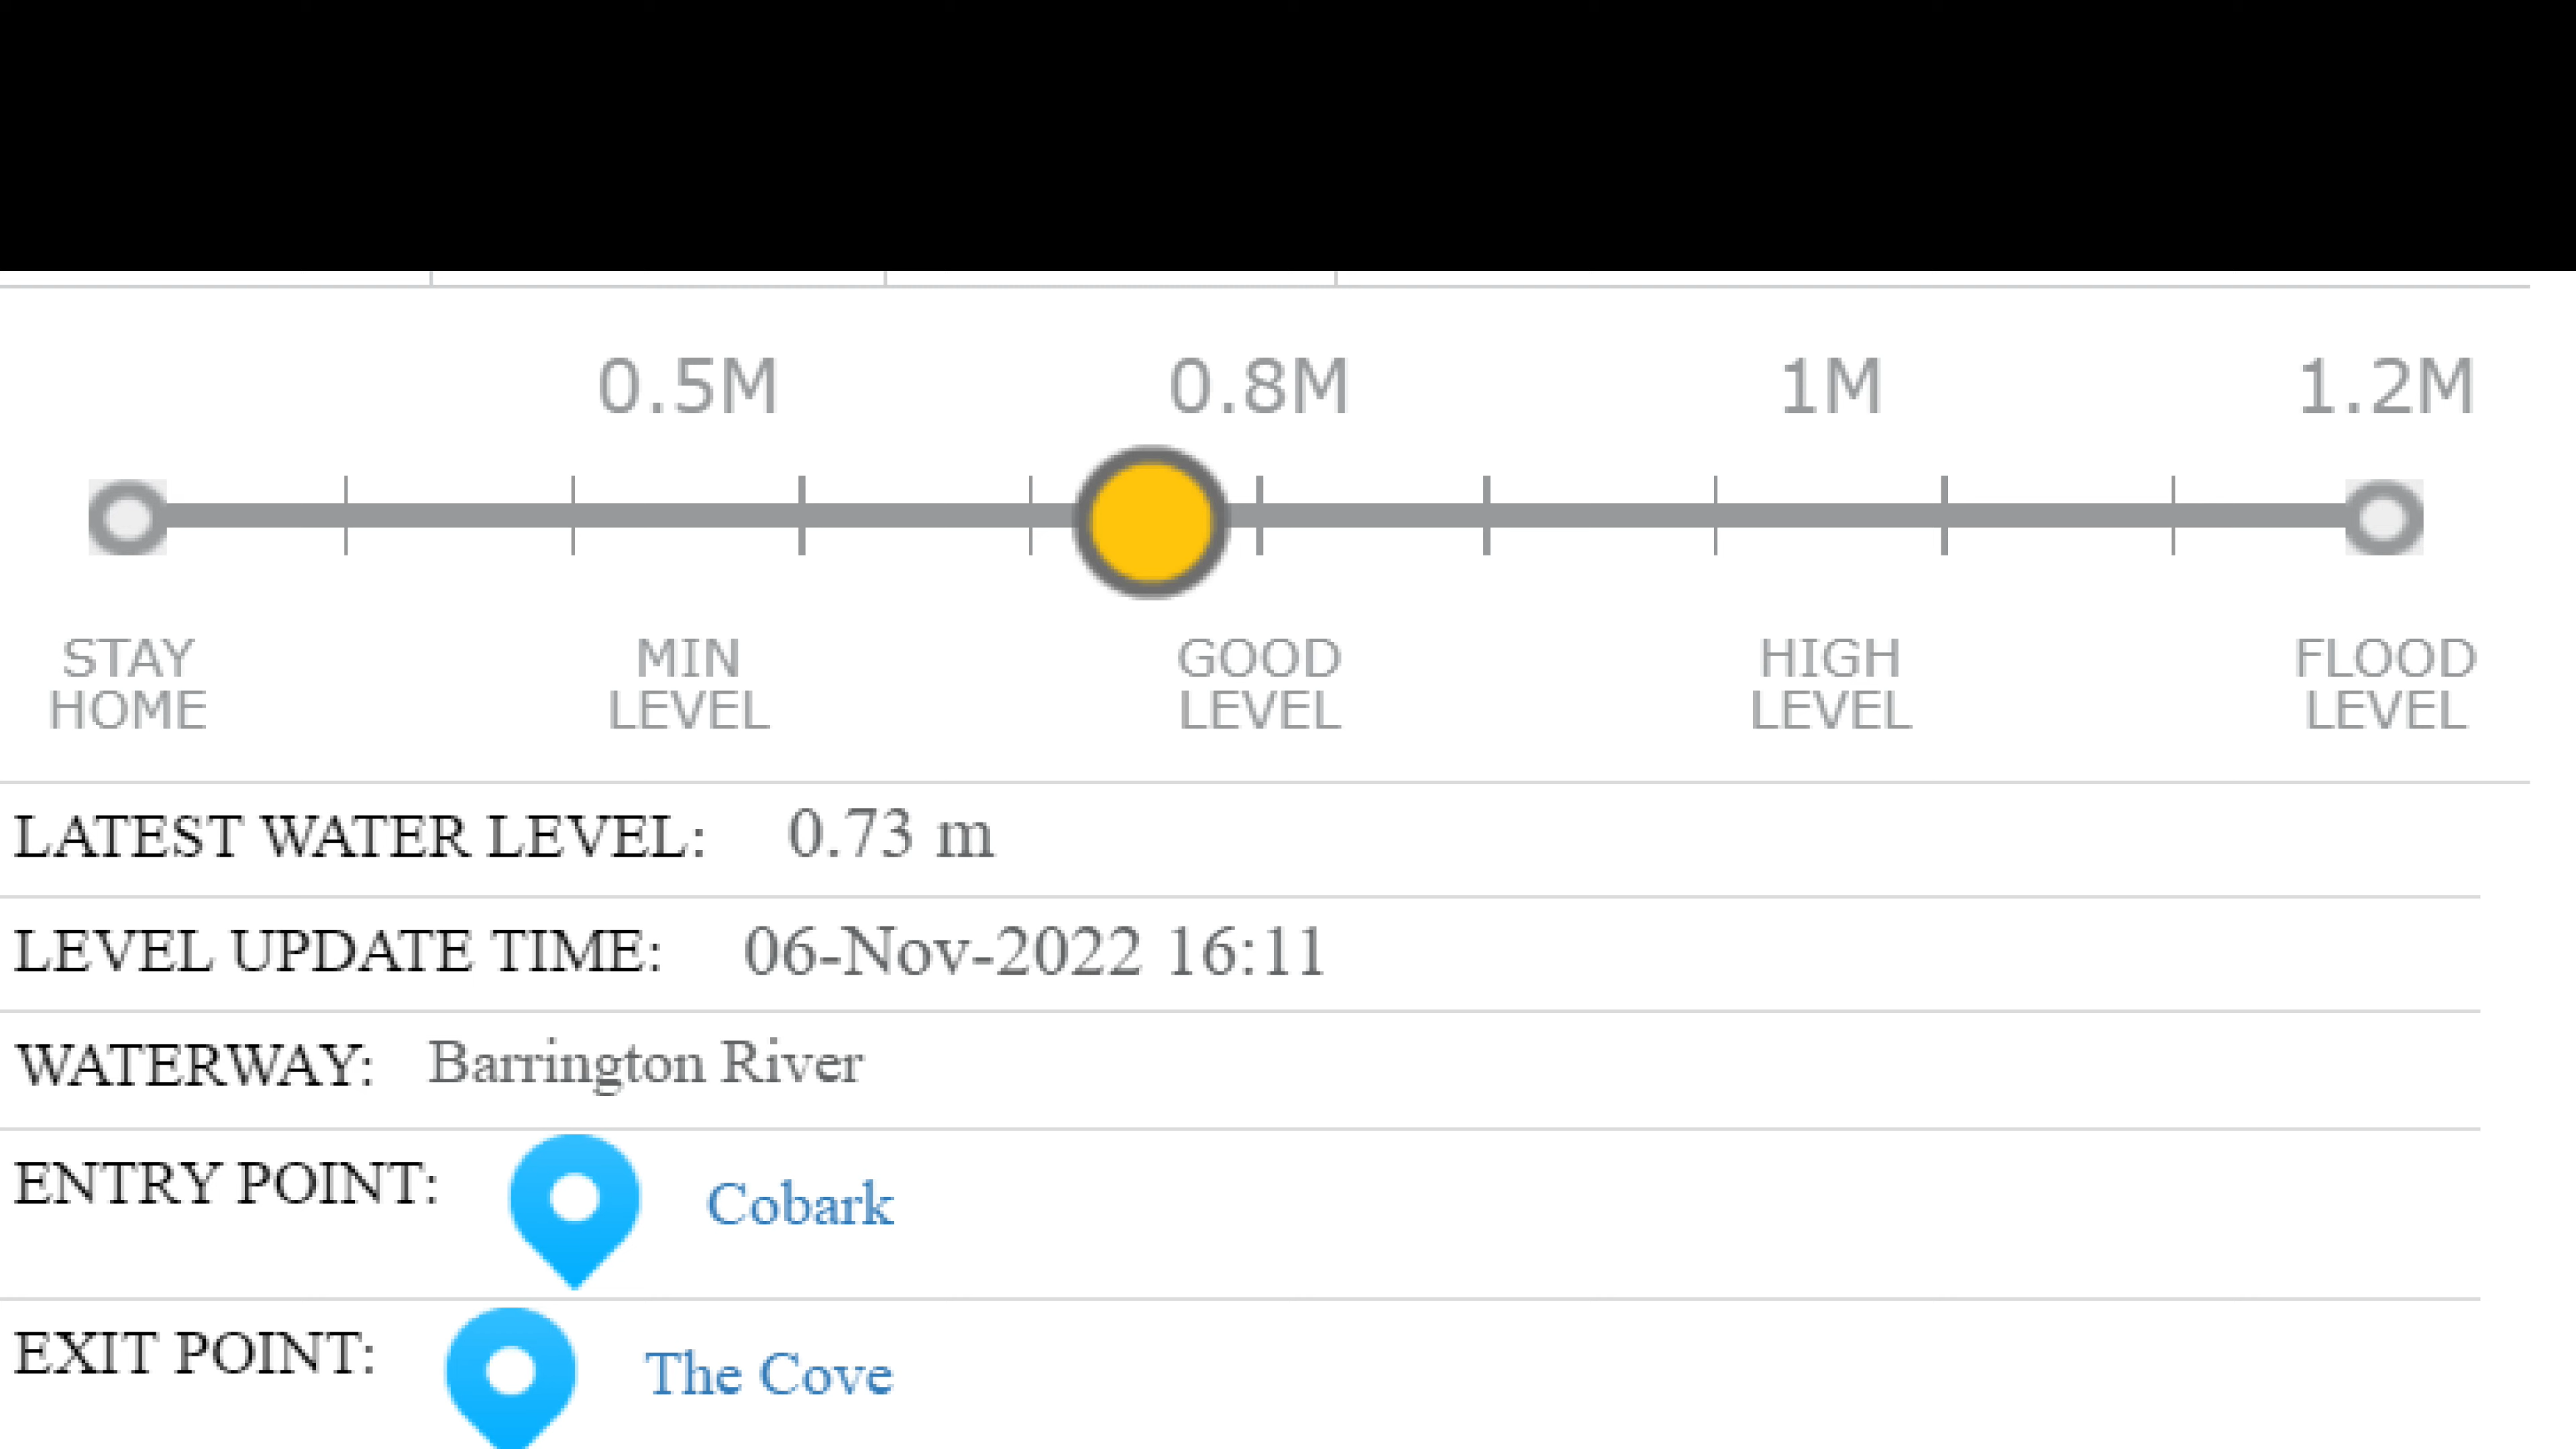 0.5M 0.8M 1M 1.2M
STAY HOME MIN LEVEL GOOD LEVEL HIGH LEVEL FLOOD LEVEL
LATEST WATER LEVEL: 0.73 m
LEVEL UPDATE TIME: 06-Nov-2022 16:11
WATERWAY: Barrington River
ENTRY POINT: Cobark
EXIT POINT: The Cove